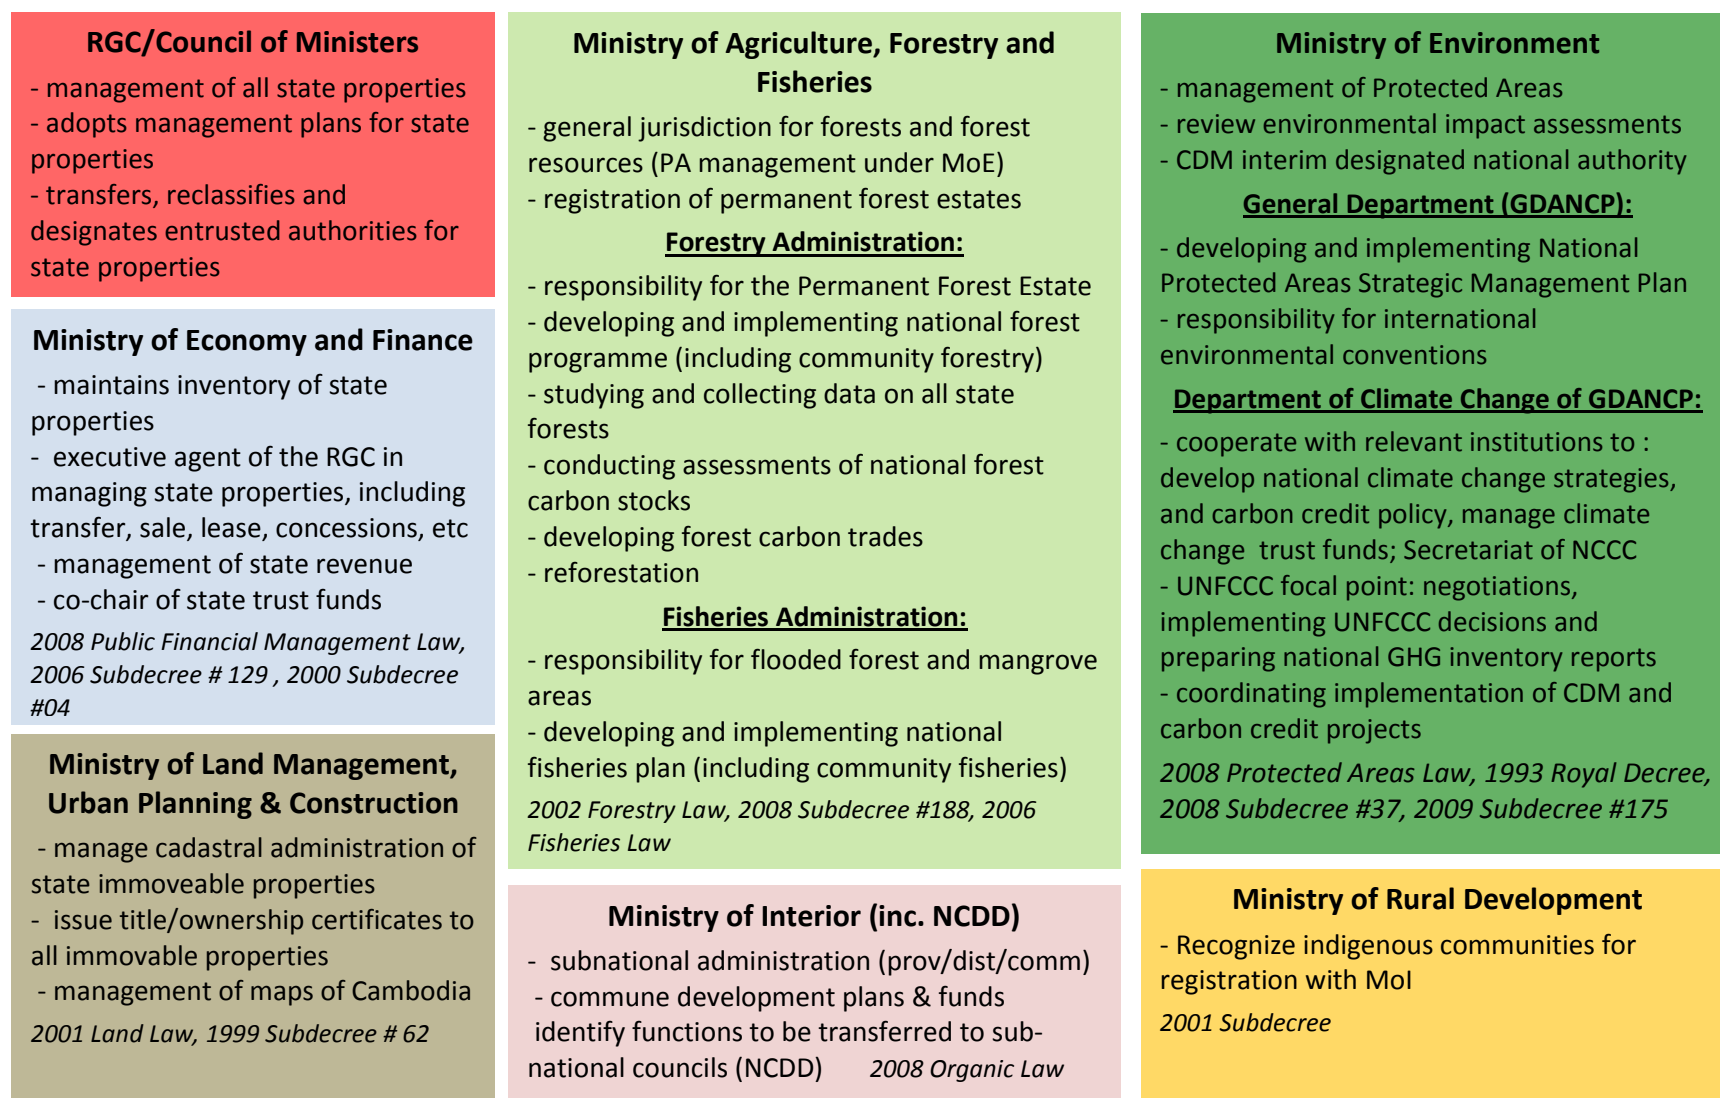 RGC/Council of Ministers
- management of all state properties
- adopts management plans for state
properties
- transfers, reclassifies and
designates entrusted authorities for
state properties
Ministry of Economy and Finance
- maintains inventory of state
properties
- executive agent of the RGC in
managing state properties, including
transfer, sale, lease, concessions, etc
- management of state revenue
- co-chair of state trust funds
2008 Public Financial Management Law,
2006 Subdecree # 129 , 2000 Subdecree
#04
Ministry of Land Management,
Urban Planning & Construction
- manage cadastral administration of
state immoveable properties
- issue title/ownership certificates to
all immovable properties
- management of maps of Cambodia
2001 Land Law, 1999 Subdecree # 62
Ministry of Agriculture, Forestry and
Fisheries
- general jurisdiction for forests and forest
resources (PA management under MoE)
- registration of permanent forest estates
Forestry Administration:
- responsibility for the Permanent Forest Estate
- developing and implementing national forest
programme (including community forestry)
- studying and collecting data on all state
forests
- conducting assessments of national forest
carbon stocks
- developing forest carbon trades
- reforestation
Fisheries Administration:
- responsibility for flooded forest and mangrove
areas
- developing and implementing national
fisheries plan (including community fisheries)
2002 Forestry Law, 2008 Subdecree #188, 2006
Fisheries Law
Ministry of Interior (inc. NCDD)
- subnational administration (prov/dist/comm)
- commune development plans & funds
identify functions to be transferred to sub-
national councils (NCDD) 2008 Organic Law
Ministry of Environment
- management of Protected Areas
- review environmental impact assessments
- CDM interim designated national authority
General Department (GDANCP):
- developing and implementing National
Protected Areas Strategic Management Plan
- responsibility for international
environmental conventions
Department of Climate Change of GDANCP:
- cooperate with relevant institutions to :
develop national climate change strategies,
and carbon credit policy, manage climate
change trust funds; Secretariat of NCCC
- UNFCCC focal point: negotiations,
implementing UNFCCC decisions and
preparing national GHG inventory reports
- coordinating implementation of CDM and
carbon credit projects
2008 Protected Areas Law, 1993 Royal Decree,
2008 Subdecree #37, 2009 Subdecree #175
Ministry of Rural Development
- Recognize indigenous communities for
registration with MoI
2001 Subdecree